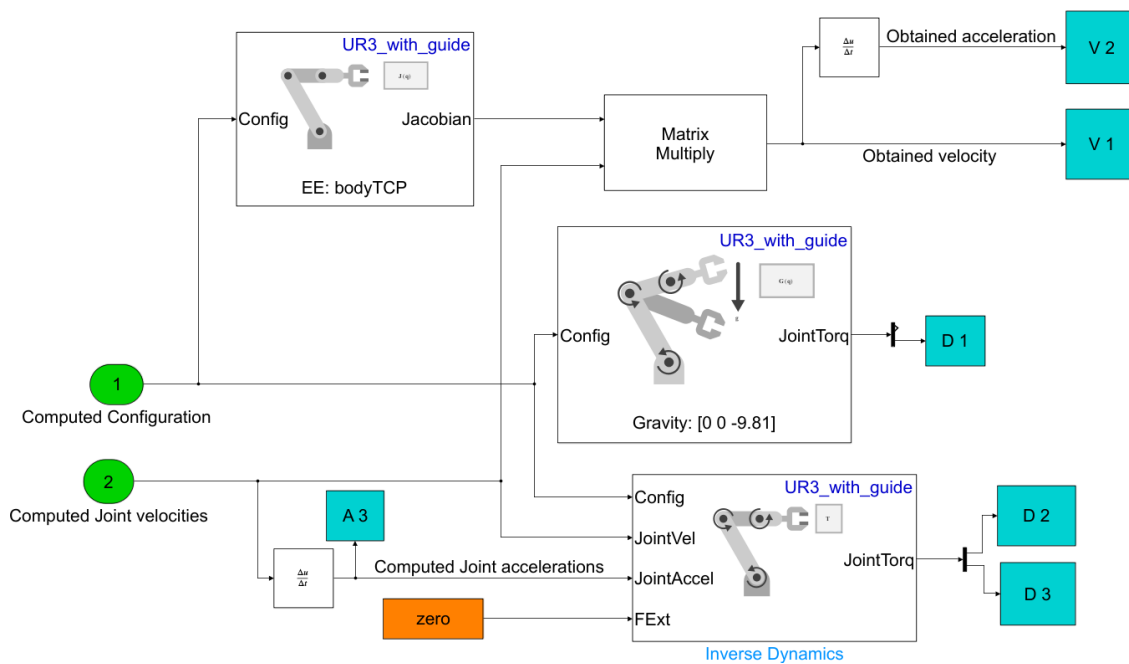 UR3_with_guide
J (q)
Config
Jacobian
EE: bodyTCP
Matrix
Multiply
Δu
Δt
Obtained acceleration
V 2
Obtained velocity
V 1
UR3_with_guide
G (q)
g
Config
JointTorq
D 1
Gravity: [0 0 -9.81]
1
Computed Configuration
2
Computed Joint velocities
A 3
Δu
Δt
Computed Joint accelerations
zero
UR3_with_guide
Config
T
JointVel
JointAccel
FExt
JointTorq
D 2
D 3
Inverse Dynamics